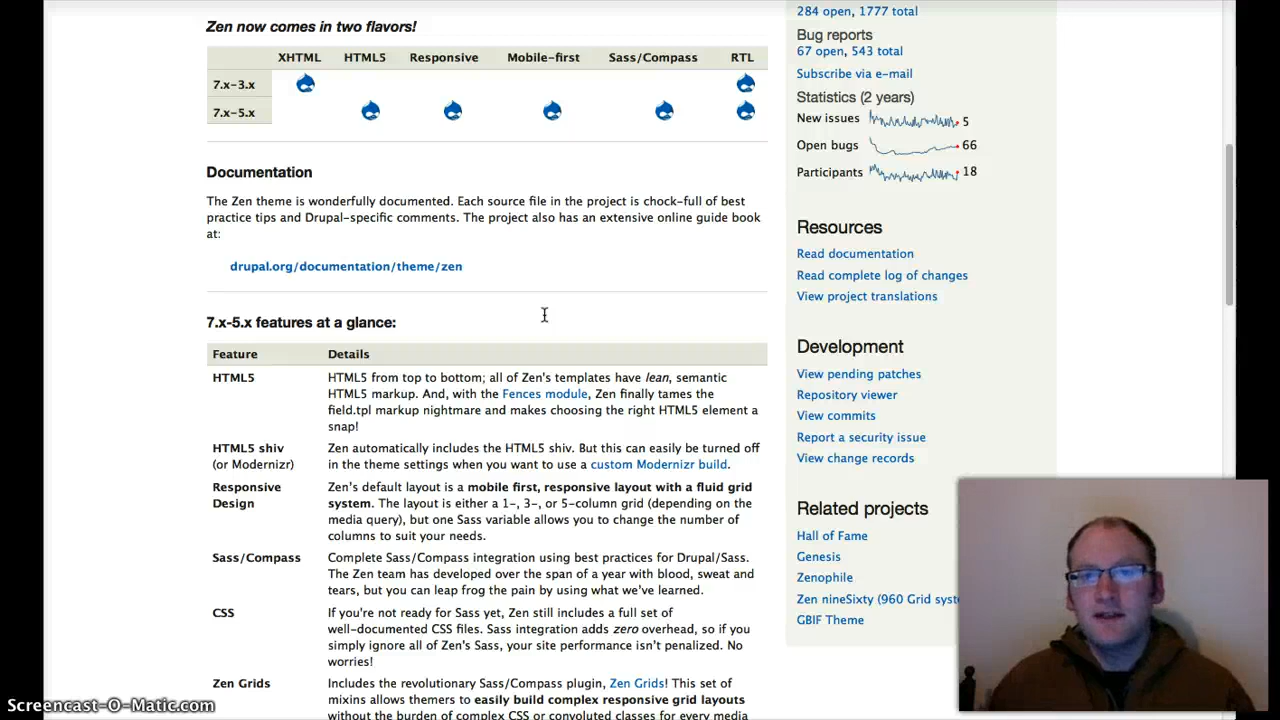 Zen now comes in two flavors!
XHTML HTML5 Responsive Mobile-first Sass/Compass RTL
7.x-3.x
7.x-5.x
Documentation
The Zen theme is wonderfully documented. Each source file in the project is chock-full of best
practice tips and Drupal-specific comments. The project also has an extensive online guide book
at:
drupal.org/documentation/theme/zen
7.x-5.x features at a glance:
Feature Details
HTML5 HTML5 from top to bottom; all of Zen's templates have lean, semantic
HTML5 markup. And, with the Fences module, Zen finally tames the
field.tpl markup nightmare and makes choosing the right HTML5 element a
snap!
HTML5 shiv Zen automatically includes the HTML5 shiv. But this can easily be turned off
(or Modernizr) in the theme settings when you want to use a custom Modernizr build.
Responsive Zen's default layout is a mobile first, responsive layout with a fluid grid
Design system. The layout is either a 1-, 3-, or 5-column grid (depending on the
media query), but one Sass variable allows you to change the number of
columns to suit your needs.
Sass/Compass Complete Sass/Compass integration using best practices for Drupal/Sass.
The Zen team has developed over the span of a year with blood, sweat and
tears, but you can leap frog the pain by using what we've learned.
CSS If you're not ready for Sass yet, Zen still includes a full set of
well-documented CSS files. Sass integration adds zero overhead, so if you
simply ignore all of Zen's Sass, your site performance isn't penalized. No
worries!
Zen Grids Includes the revolutionary Sass/Compass plugin, Zen Grids! This set of
mixins allows themers to easily build complex responsive grid layouts
without the burden of complex CSS or convoluted classes for every media
284 open, 1777 total
Bug reports
67 open, 543 total
Subscribe via e-mail
Statistics (2 years)
New issues 5
Open bugs 66
Participants 18
Resources
Read documentation
Read complete log of changes
View project translations
Development
View pending patches
Repository viewer
View commits
Report a security issue
View change records
Related projects
Hall of Fame
Genesis
Zenophile
Zen nineSixty (960 Grid syste
GBIF Theme
Screencast-O-Matic.com